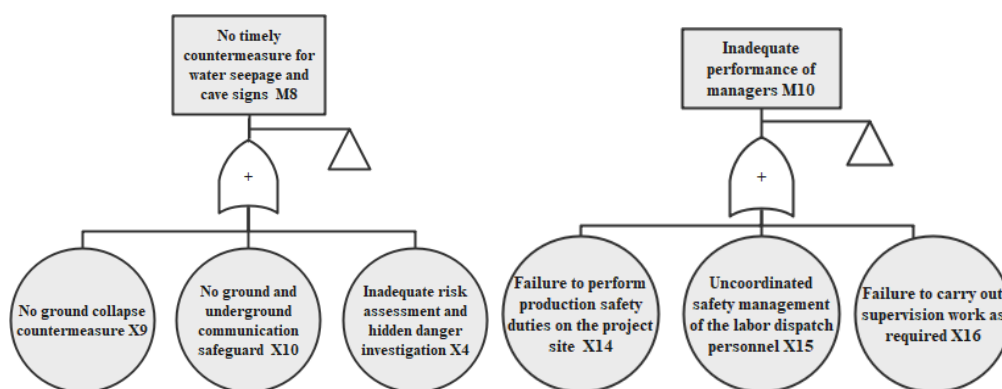 No timely
countermeasure for
water seepage and
cave signs M8
+
No ground collapse
countermeasure X9
No ground and
underground
communication
safeguard X10
Inadequate risk
assessment and
hidden danger
investigation X4
Inadequate
performance of
managers M10
+
Failure to perform
production safety
duties on the project
site X14
Uncoordinated
safety management
of the labor dispatch
personnel X15
Failure to carry out
supervision work as
required X16